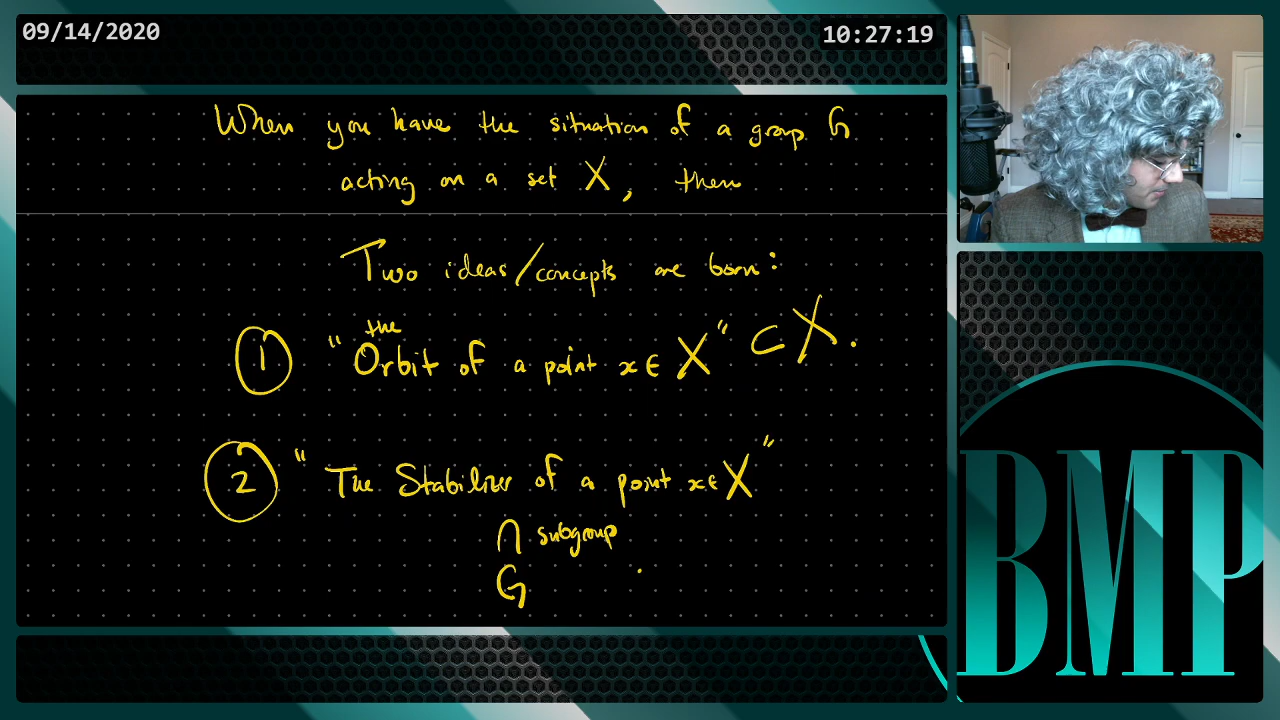 09/14/2020
10:27:19
When you have the situation of a group G
acting on a set X, then
Two ideas/concepts are born:
① "the Orbit of a point x ∈ X" ⊂ X.
② "The Stabilizer of a point x ∈ X"
∩ subgroup
G
BMP